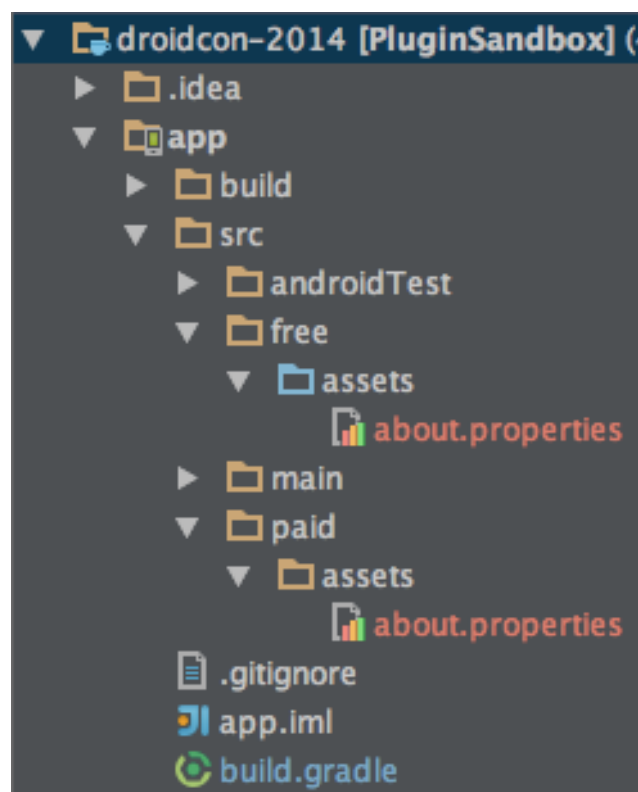 droidcon-2014 [PluginSandbox] (
.idea
app
build
src
androidTest
free
assets
about.properties
main
paid
assets
about.properties
.gitignore
app.iml
build.gradle